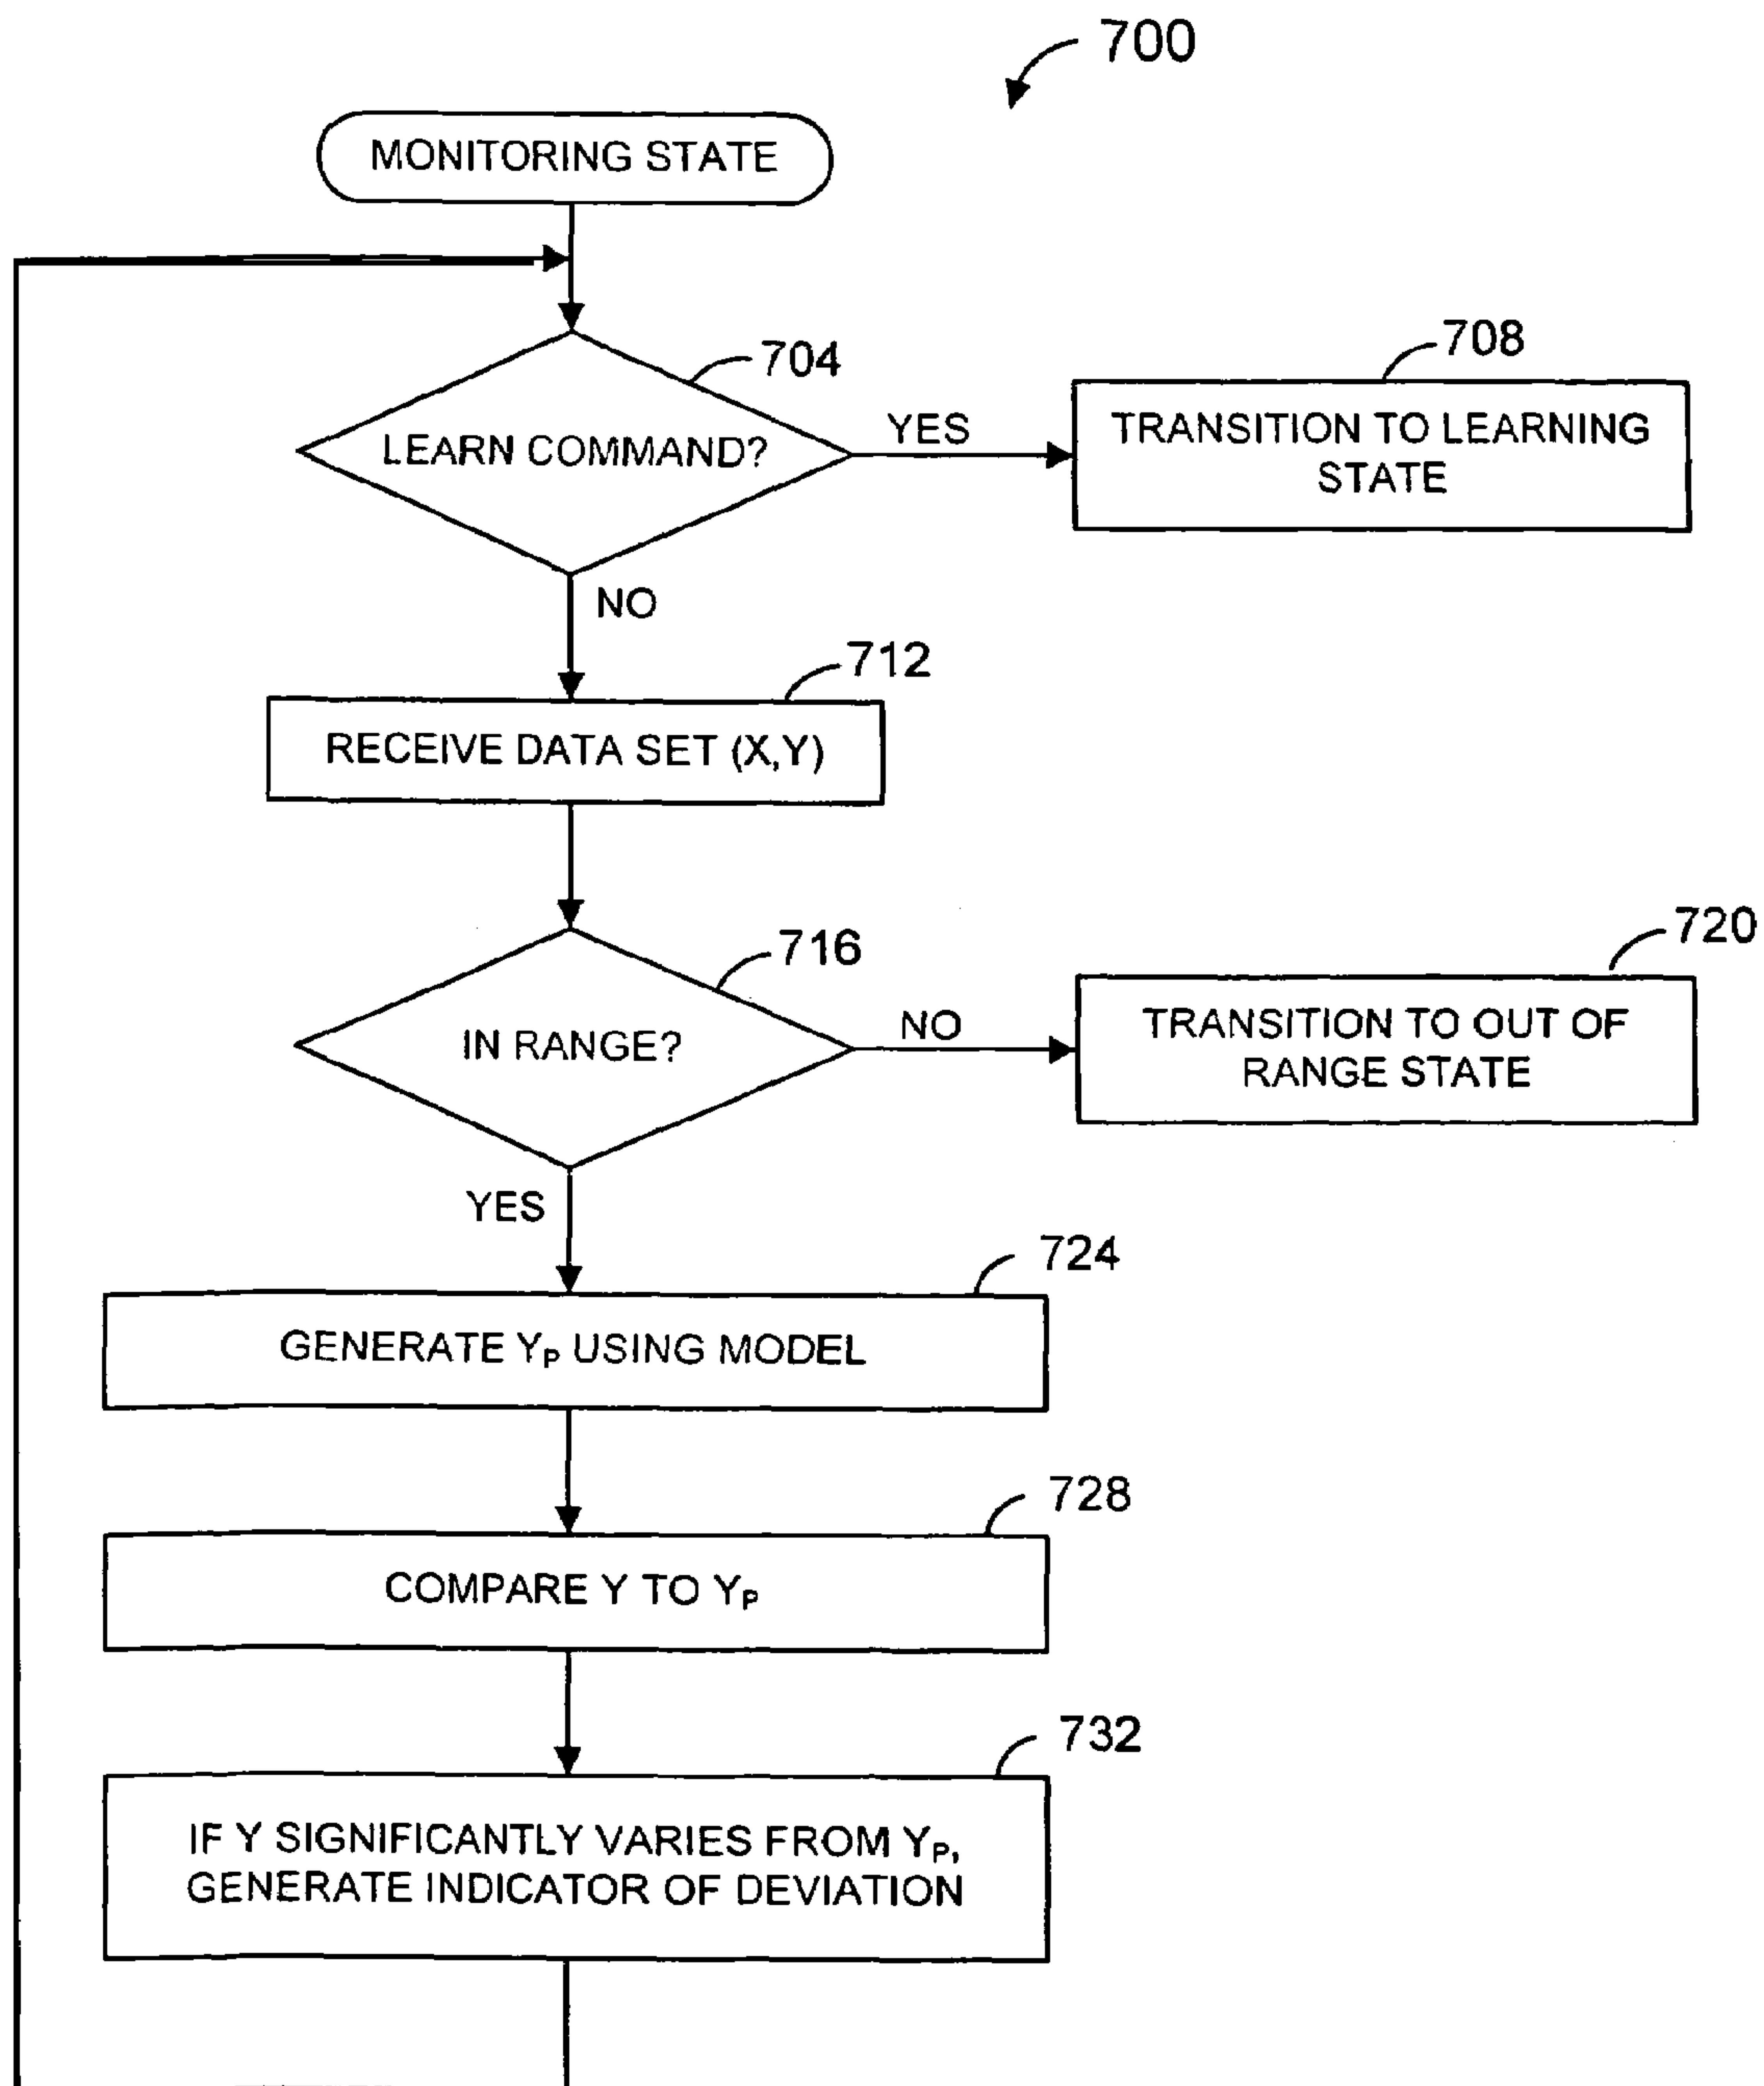 700
MONITORING STATE
704
LEARN COMMAND?
YES
708
TRANSITION TO LEARNING
STATE
NO
712
RECEIVE DATA SET (X,Y)
716
IN RANGE?
NO
720
TRANSITION TO OUT OF
RANGE STATE
YES
724
GENERATE Yₚ USING MODEL
728
COMPARE Y TO Yₚ
732
IF Y SIGNIFICANTLY VARIES FROM Yₚ,
GENERATE INDICATOR OF DEVIATION